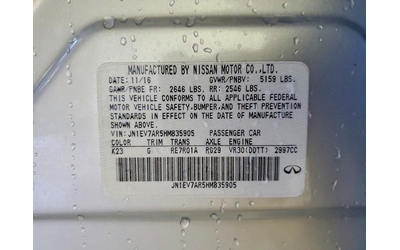 MANUFACTURED BY NISSAN MOTOR CO.,LTD.
DATE: 11/16 GVWR/PNBV: 5159 LBS.
GAWR/PNBE FR: 2646 LBS. RR: 2546 LBS.
THIS VEHICLE CONFORMS TO ALL APPLICABLE FEDERAL
MOTOR VEHICLE SAFETY,BUMPER,AND THEFT PREVENTION
STANDARDS IN EFFECT ON THE DATE OF MANUFACTURE
SHOWN ABOVE.
VIN: JN1EV7AR5HM835905 PASSENGER CAR
COLOR TRIM TRANS AXLE ENGINE
K23 G RE7R01A RG29 VR30(DDTT) 2997CC
JN1EV7AR5HM835905